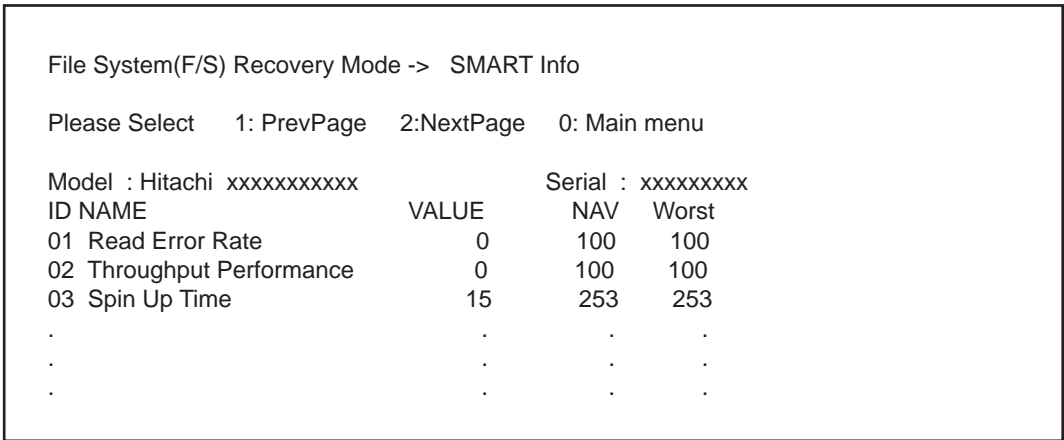 File System(F/S) Recovery Mode -> SMART Info
Please Select 1: PrevPage 2:NextPage 0: Main menu
Model : Hitachi xxxxxxxxxxx Serial : xxxxxxxxx
ID NAME VALUE NAV Worst
01 Read Error Rate 0 100 100
02 Throughput Performance 0 100 100
03 Spin Up Time 15 253 253
. . . .
. . . .
. . . .